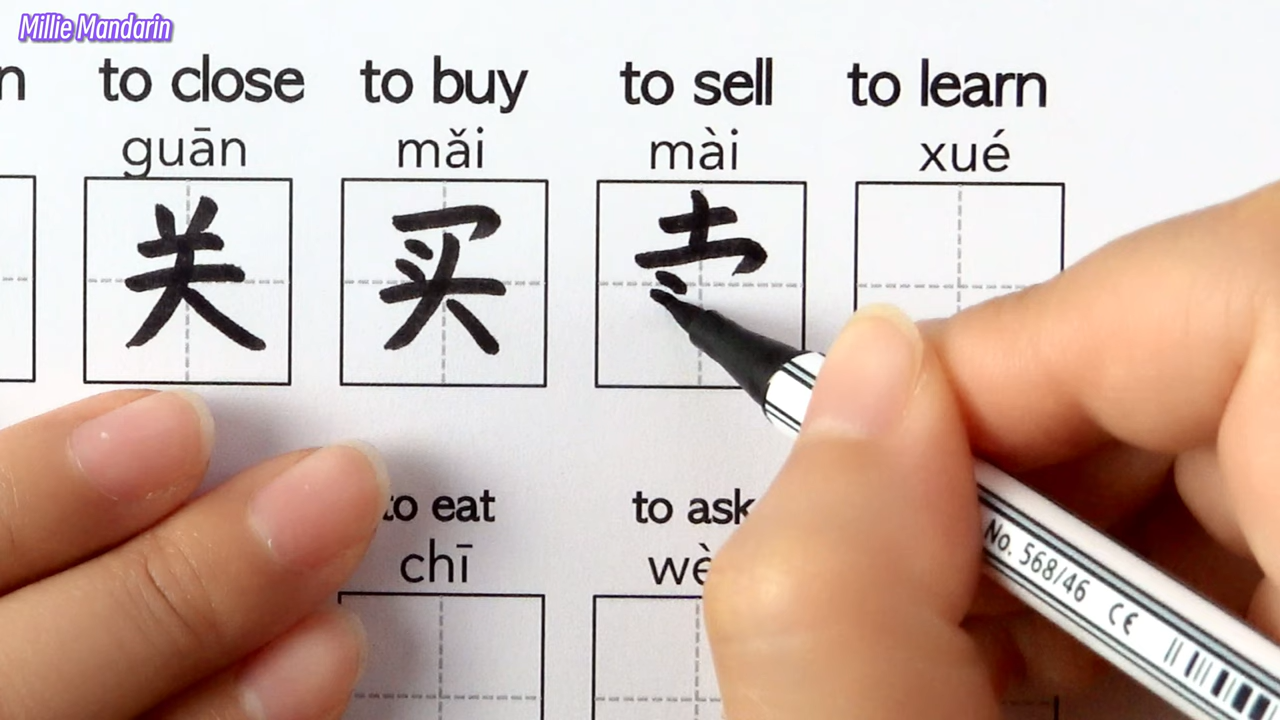 Millie Mandarin
n to close to buy to sell to learn
guān mǎi mài xué
关 买
to eat to ask
chī wè
No. 568/46 CE